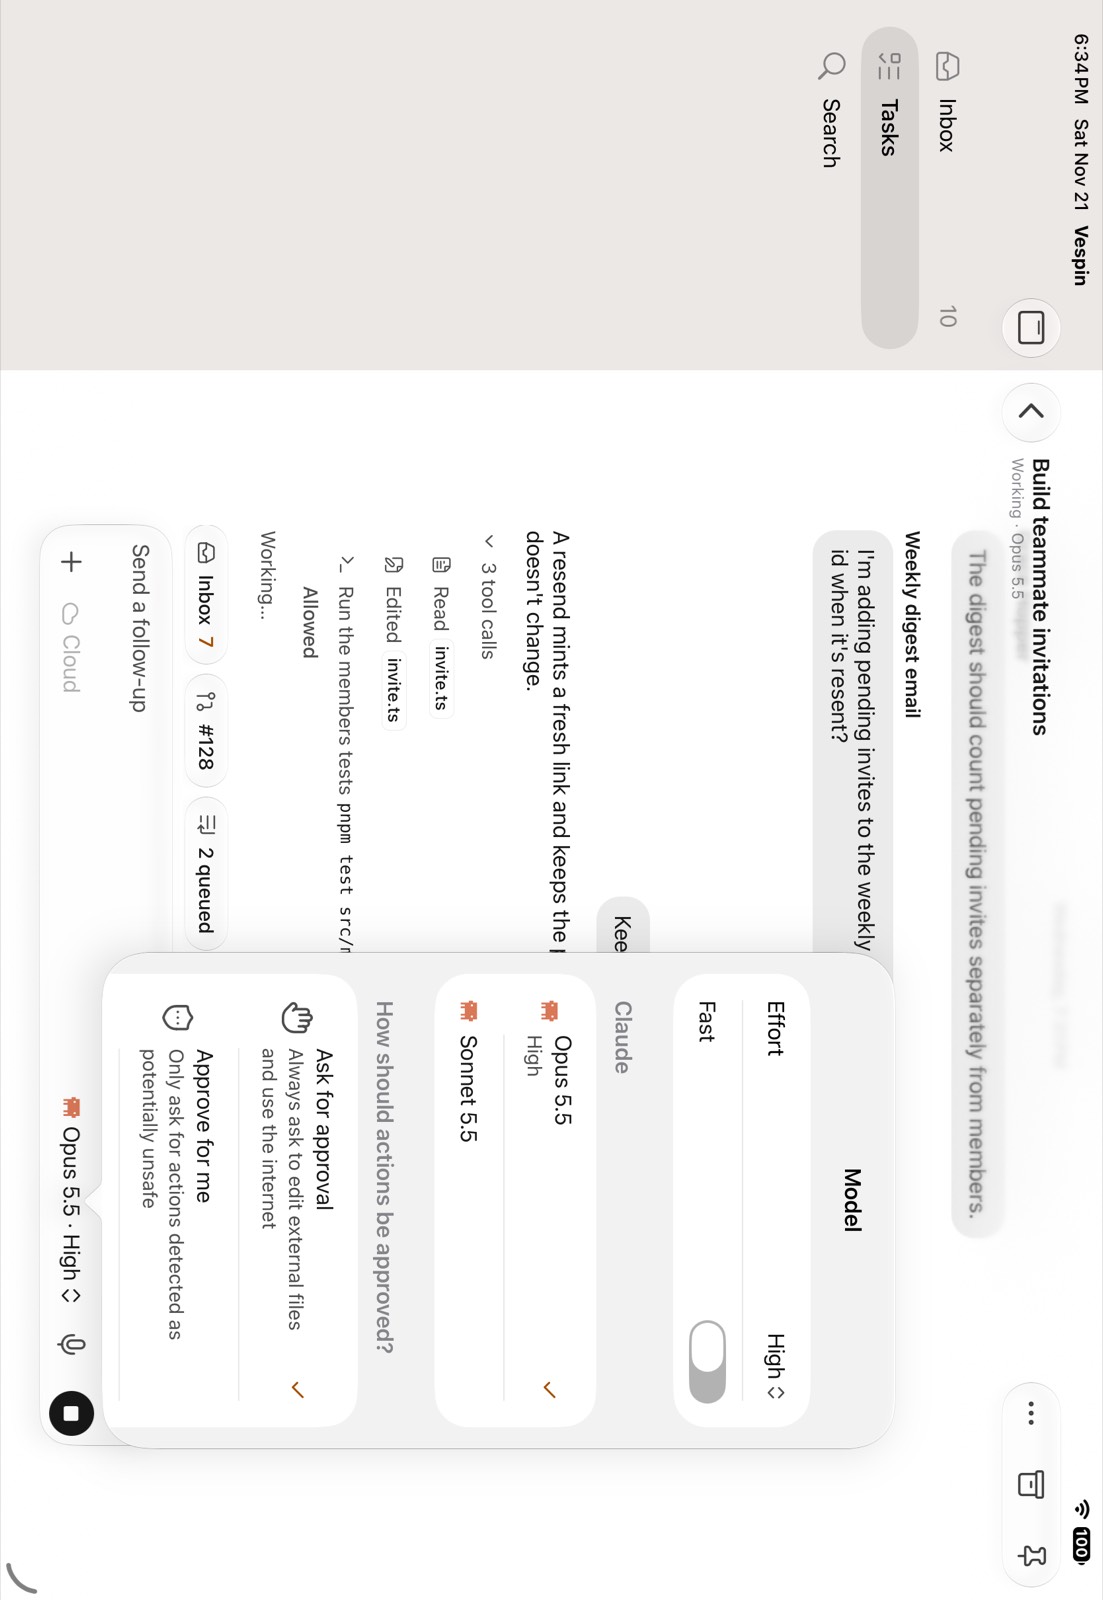 6:34 PM Sat Nov 21 Vespin
100
Inbox 10
Tasks
Search
Build teammate invitations
Working · Opus 5.5
The digest should count pending invites separately from members.
Weekly digest email
I'm adding pending invites to the weekly
id when it's resent?
Kee
A resend mints a fresh link and keeps the
doesn't change.
3 tool calls
Read invite.ts
Edited invite.ts
Run the members tests pnpm test src/
Allowed
Working...
Inbox 7
#128
2 queued
Send a follow-up
Cloud
Opus 5.5 · High
Model
Effort High
Fast
Claude
Opus 5.5
High
Sonnet 5.5
How should actions be approved?
Ask for approval
Always ask to edit external files
and use the internet
Approve for me
Only ask for actions detected as
potentially unsafe